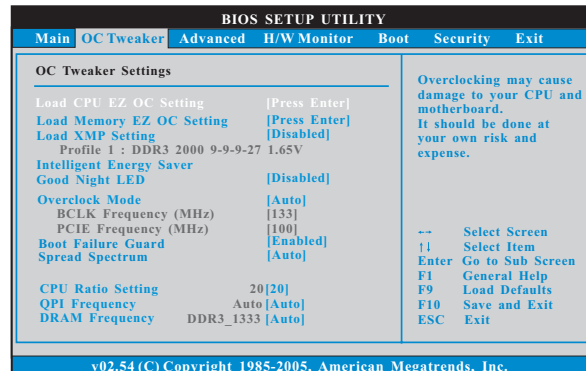 BIOS SETUP UTILITY
Main OC Tweaker Advanced H/W Monitor Boot Security Exit
OC Tweaker Settings
Load CPU EZ OC Setting [Press Enter]
Load Memory EZ OC Setting [Press Enter]
Load XMP Setting [Disabled]
Profile 1 : DDR3 2000 9-9-9-27 1.65V
Intelligent Energy Saver
Good Night LED [Disabled]
Overclock Mode [Auto]
BCLK Frequency (MHz) [133]
PCIE Frequency (MHz) [100]
Boot Failure Guard [Enabled]
Spread Spectrum [Auto]
CPU Ratio Setting 20 [20]
QPI Frequency Auto [Auto]
DRAM Frequency DDR3_1333 [Auto]
Overclocking may cause
damage to your CPU and
motherboard.
It should be done at
your own risk and
expense.
←→ Select Screen
↑↓ Select Item
Enter Go to Sub Screen
F1 General Help
F9 Load Defaults
F10 Save and Exit
ESC Exit
v02.54 (C) Copyright 1985-2005, American Megatrends, Inc.